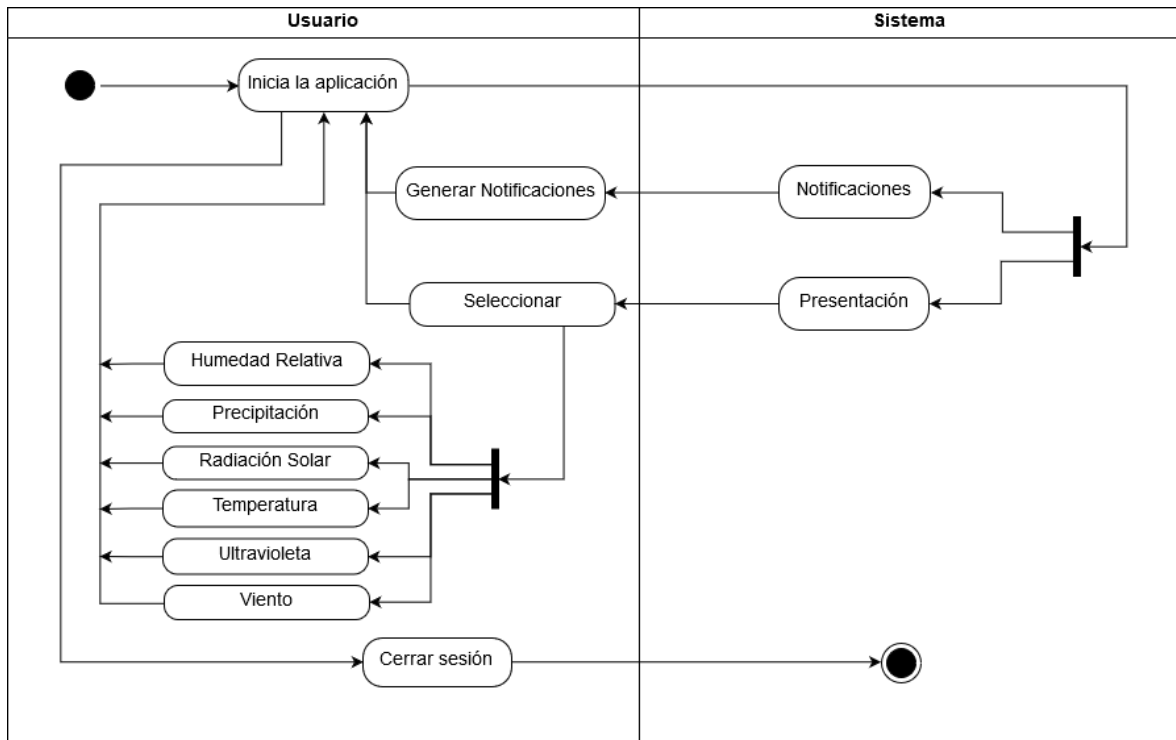 Usuario
Sistema
Inicia la aplicación
Generar Notificaciones
Notificaciones
Seleccionar
Presentación
Humedad Relativa
Precipitación
Radiación Solar
Temperatura
Ultravioleta
Viento
Cerrar sesión